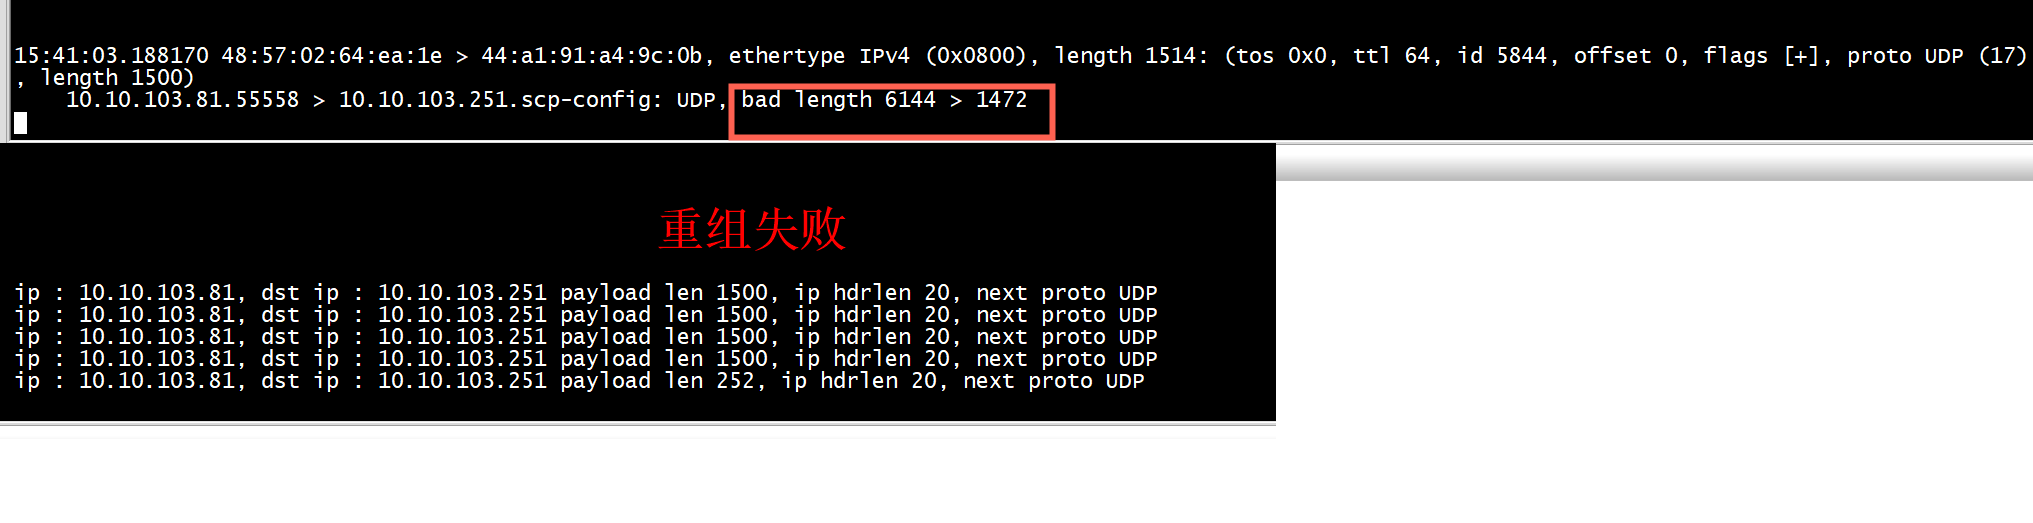 15:41:03.188170 48:57:02:64:ea:1e > 44:a1:91:a4:9c:0b, ethertype IPv4 (0x0800), length 1514: (tos 0x0, ttl 64, id 5844, offset 0, flags [+], proto UDP (17)
, length 1500)
10.10.103.81.55558 > 10.10.103.251.scp-config: UDP, bad length 6144 > 1472
重组失败
ip : 10.10.103.81, dst ip : 10.10.103.251 payload len 1500, ip hdrlen 20, next proto UDP
ip : 10.10.103.81, dst ip : 10.10.103.251 payload len 1500, ip hdrlen 20, next proto UDP
ip : 10.10.103.81, dst ip : 10.10.103.251 payload len 1500, ip hdrlen 20, next proto UDP
ip : 10.10.103.81, dst ip : 10.10.103.251 payload len 1500, ip hdrlen 20, next proto UDP
ip : 10.10.103.81, dst ip : 10.10.103.251 payload len 252, ip hdrlen 20, next proto UDP